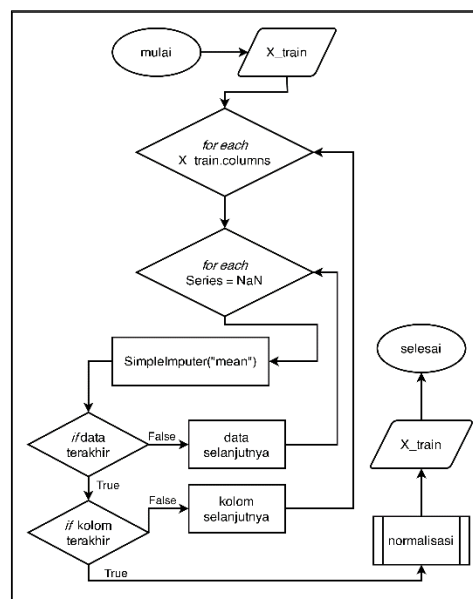 mulai
X_train
for each
X_train.columns
for each
Series = NaN
SimpleImputer("mean")
if data
terakhir
False
data
selanjutnya
True
if kolom
terakhir
False
kolom
selanjutnya
True
normalisasi
X_train
selesai